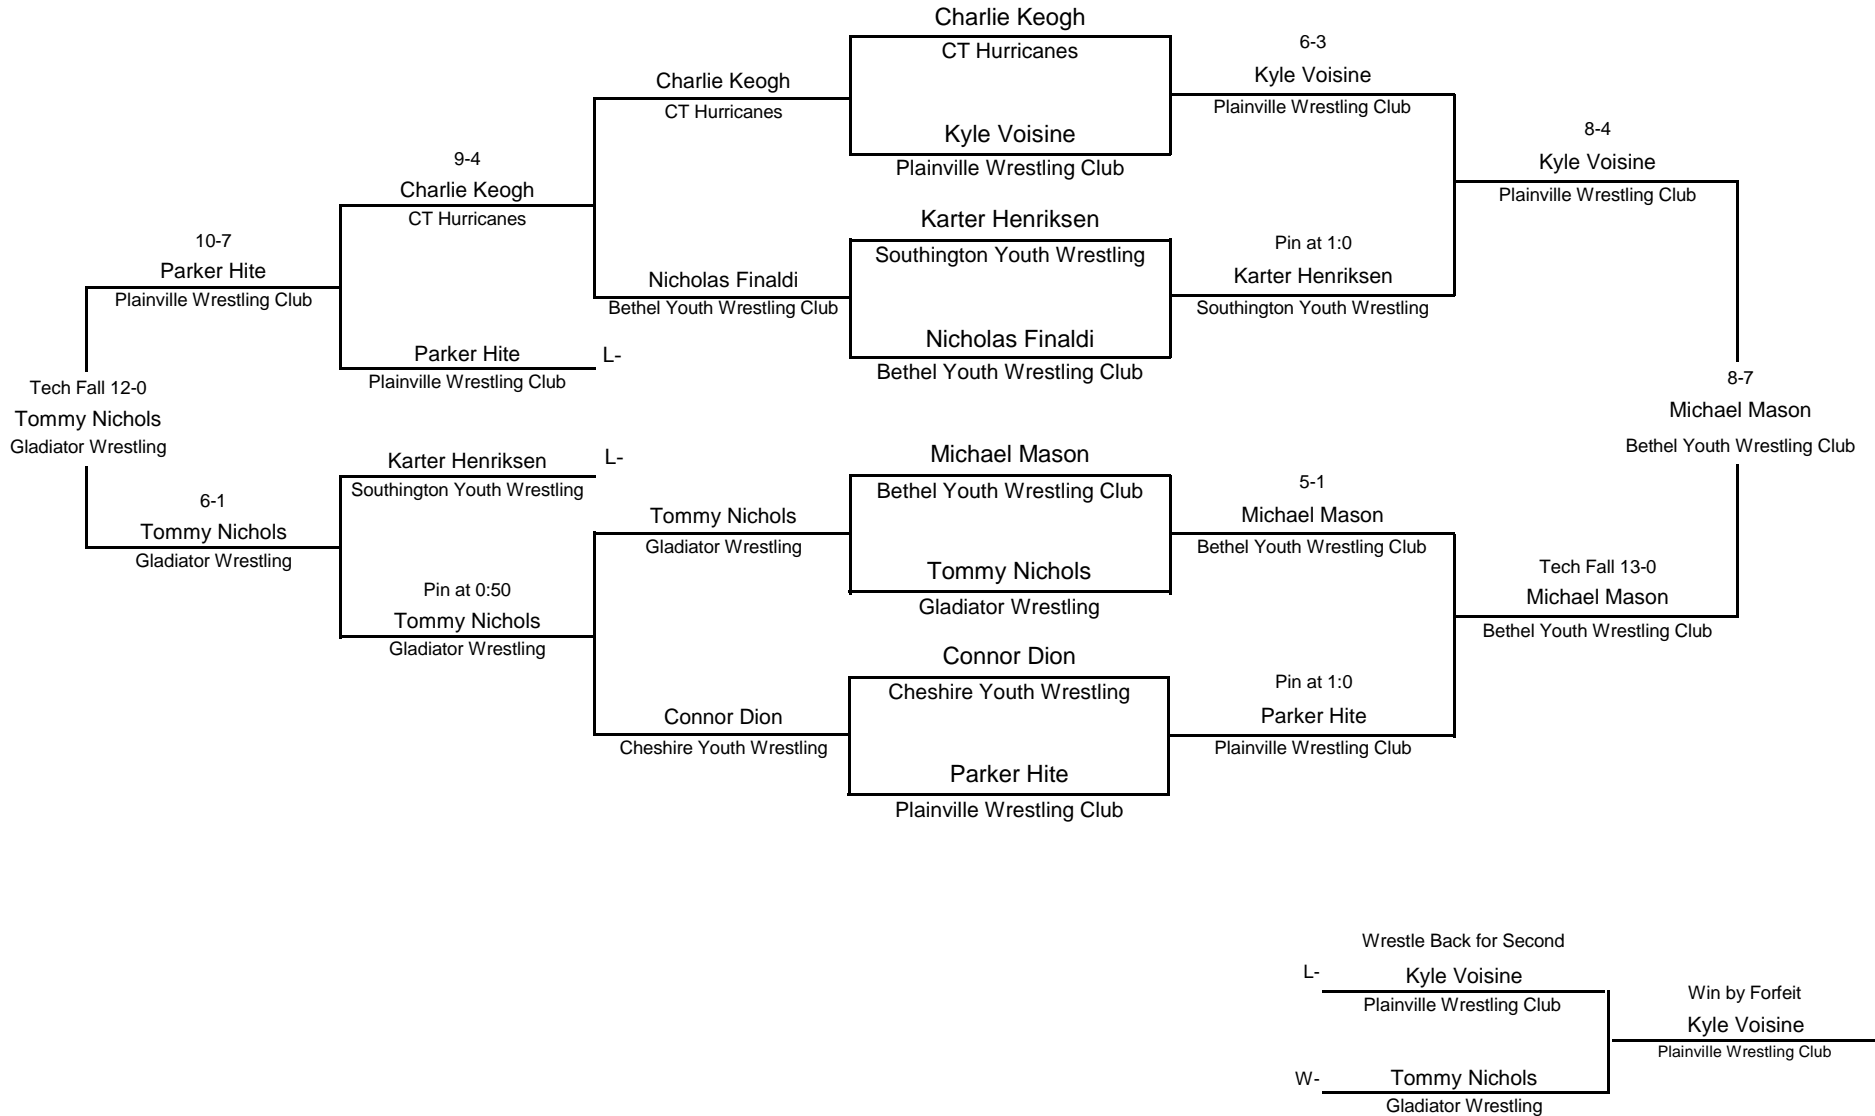 Charlie Keogh
CT Hurricanes
6-3
Charlie Keogh
Kyle Voisine
CT Hurricanes
Plainville Wrestling Club
Kyle Voisine
8-4
9-4
Plainville Wrestling Club
Kyle Voisine
Charlie Keogh
Plainville Wrestling Club
CT Hurricanes
Karter Henriksen
10-7
Southington Youth Wrestling
Pin at 1:0
Parker Hite
Nicholas Finaldi
Karter Henriksen
Plainville Wrestling Club
Bethel Youth Wrestling Club
Southington Youth Wrestling
Nicholas Finaldi
Parker Hite
L-
Bethel Youth Wrestling Club
Plainville Wrestling Club
Tech Fall 12-0
8-7
Tommy Nichols
Michael Mason
Gladiator Wrestling
Bethel Youth Wrestling Club
Karter Henriksen
L-
Michael Mason
Southington Youth Wrestling
Bethel Youth Wrestling Club
5-1
6-1
Tommy Nichols
Michael Mason
Tommy Nichols
Gladiator Wrestling
Bethel Youth Wrestling Club
Gladiator Wrestling
Tommy Nichols
Tech Fall 13-0
Pin at 0:50
Gladiator Wrestling
Michael Mason
Tommy Nichols
Bethel Youth Wrestling Club
Gladiator Wrestling
Connor Dion
Cheshire Youth Wrestling
Pin at 1:0
Connor Dion
Parker Hite
Cheshire Youth Wrestling
Plainville Wrestling Club
Parker Hite
Plainville Wrestling Club
Wrestle Back for Second
L-
Kyle Voisine
Plainville Wrestling Club
Win by Forfeit
Kyle Voisine
Plainville Wrestling Club
W-
Tommy Nichols
Gladiator Wrestling